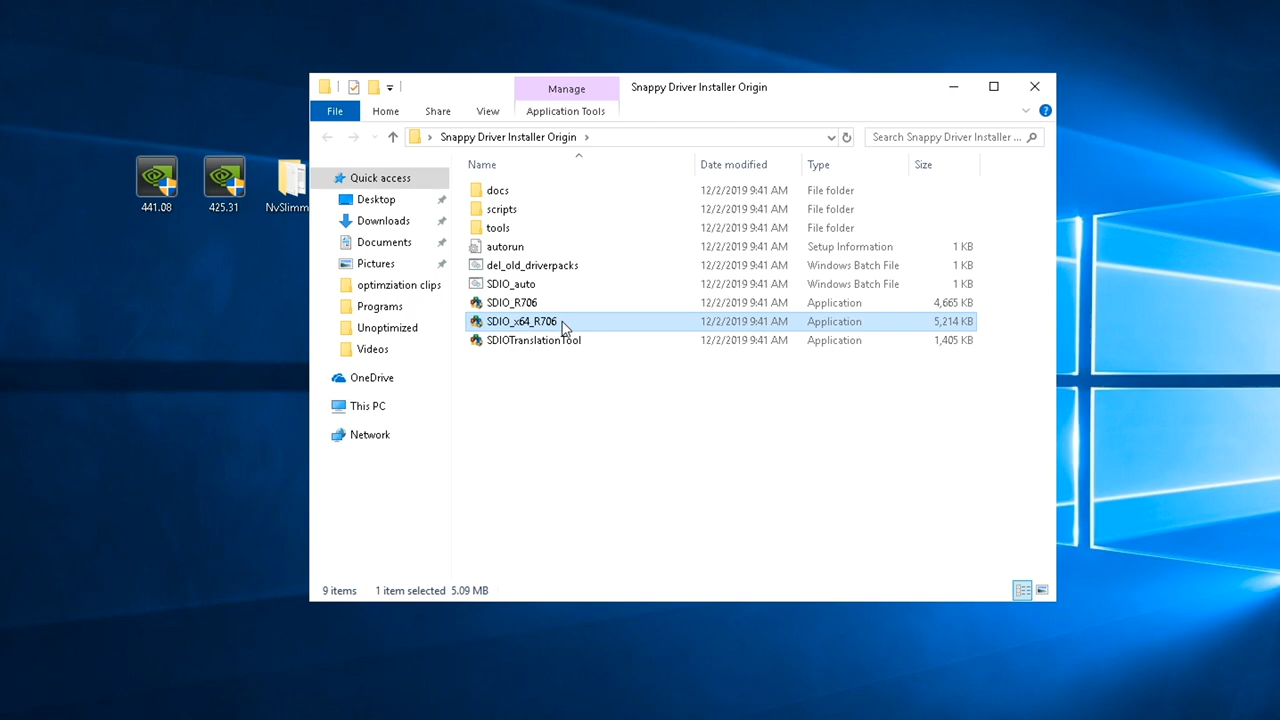 Manage
Snappy Driver Installer Origin
File
Home
Share
View
Application Tools
Snappy Driver Installer Origin
Search Snappy Driver Installer ...
Name
Date modified
Type
Size
Quick access
Desktop
Downloads
Documents
Pictures
optimziation clips
Programs
Unoptimized
Videos
OneDrive
This PC
Network
docs 12/2/2019 9:41 AM File folder
scripts 12/2/2019 9:41 AM File folder
tools 12/2/2019 9:41 AM File folder
autorun 12/2/2019 9:41 AM Setup Information 1 KB
del_old_driverpacks 12/2/2019 9:41 AM Windows Batch File 1 KB
SDIO_auto 12/2/2019 9:41 AM Windows Batch File 1 KB
SDIO_R706 12/2/2019 9:41 AM Application 4,665 KB
SDIO_x64_R706 12/2/2019 9:41 AM Application 5,214 KB
SDIOTranslationTool 12/2/2019 9:41 AM Application 1,405 KB
9 items 1 item selected 5.09 MB
441.08
425.31
NvSlimm